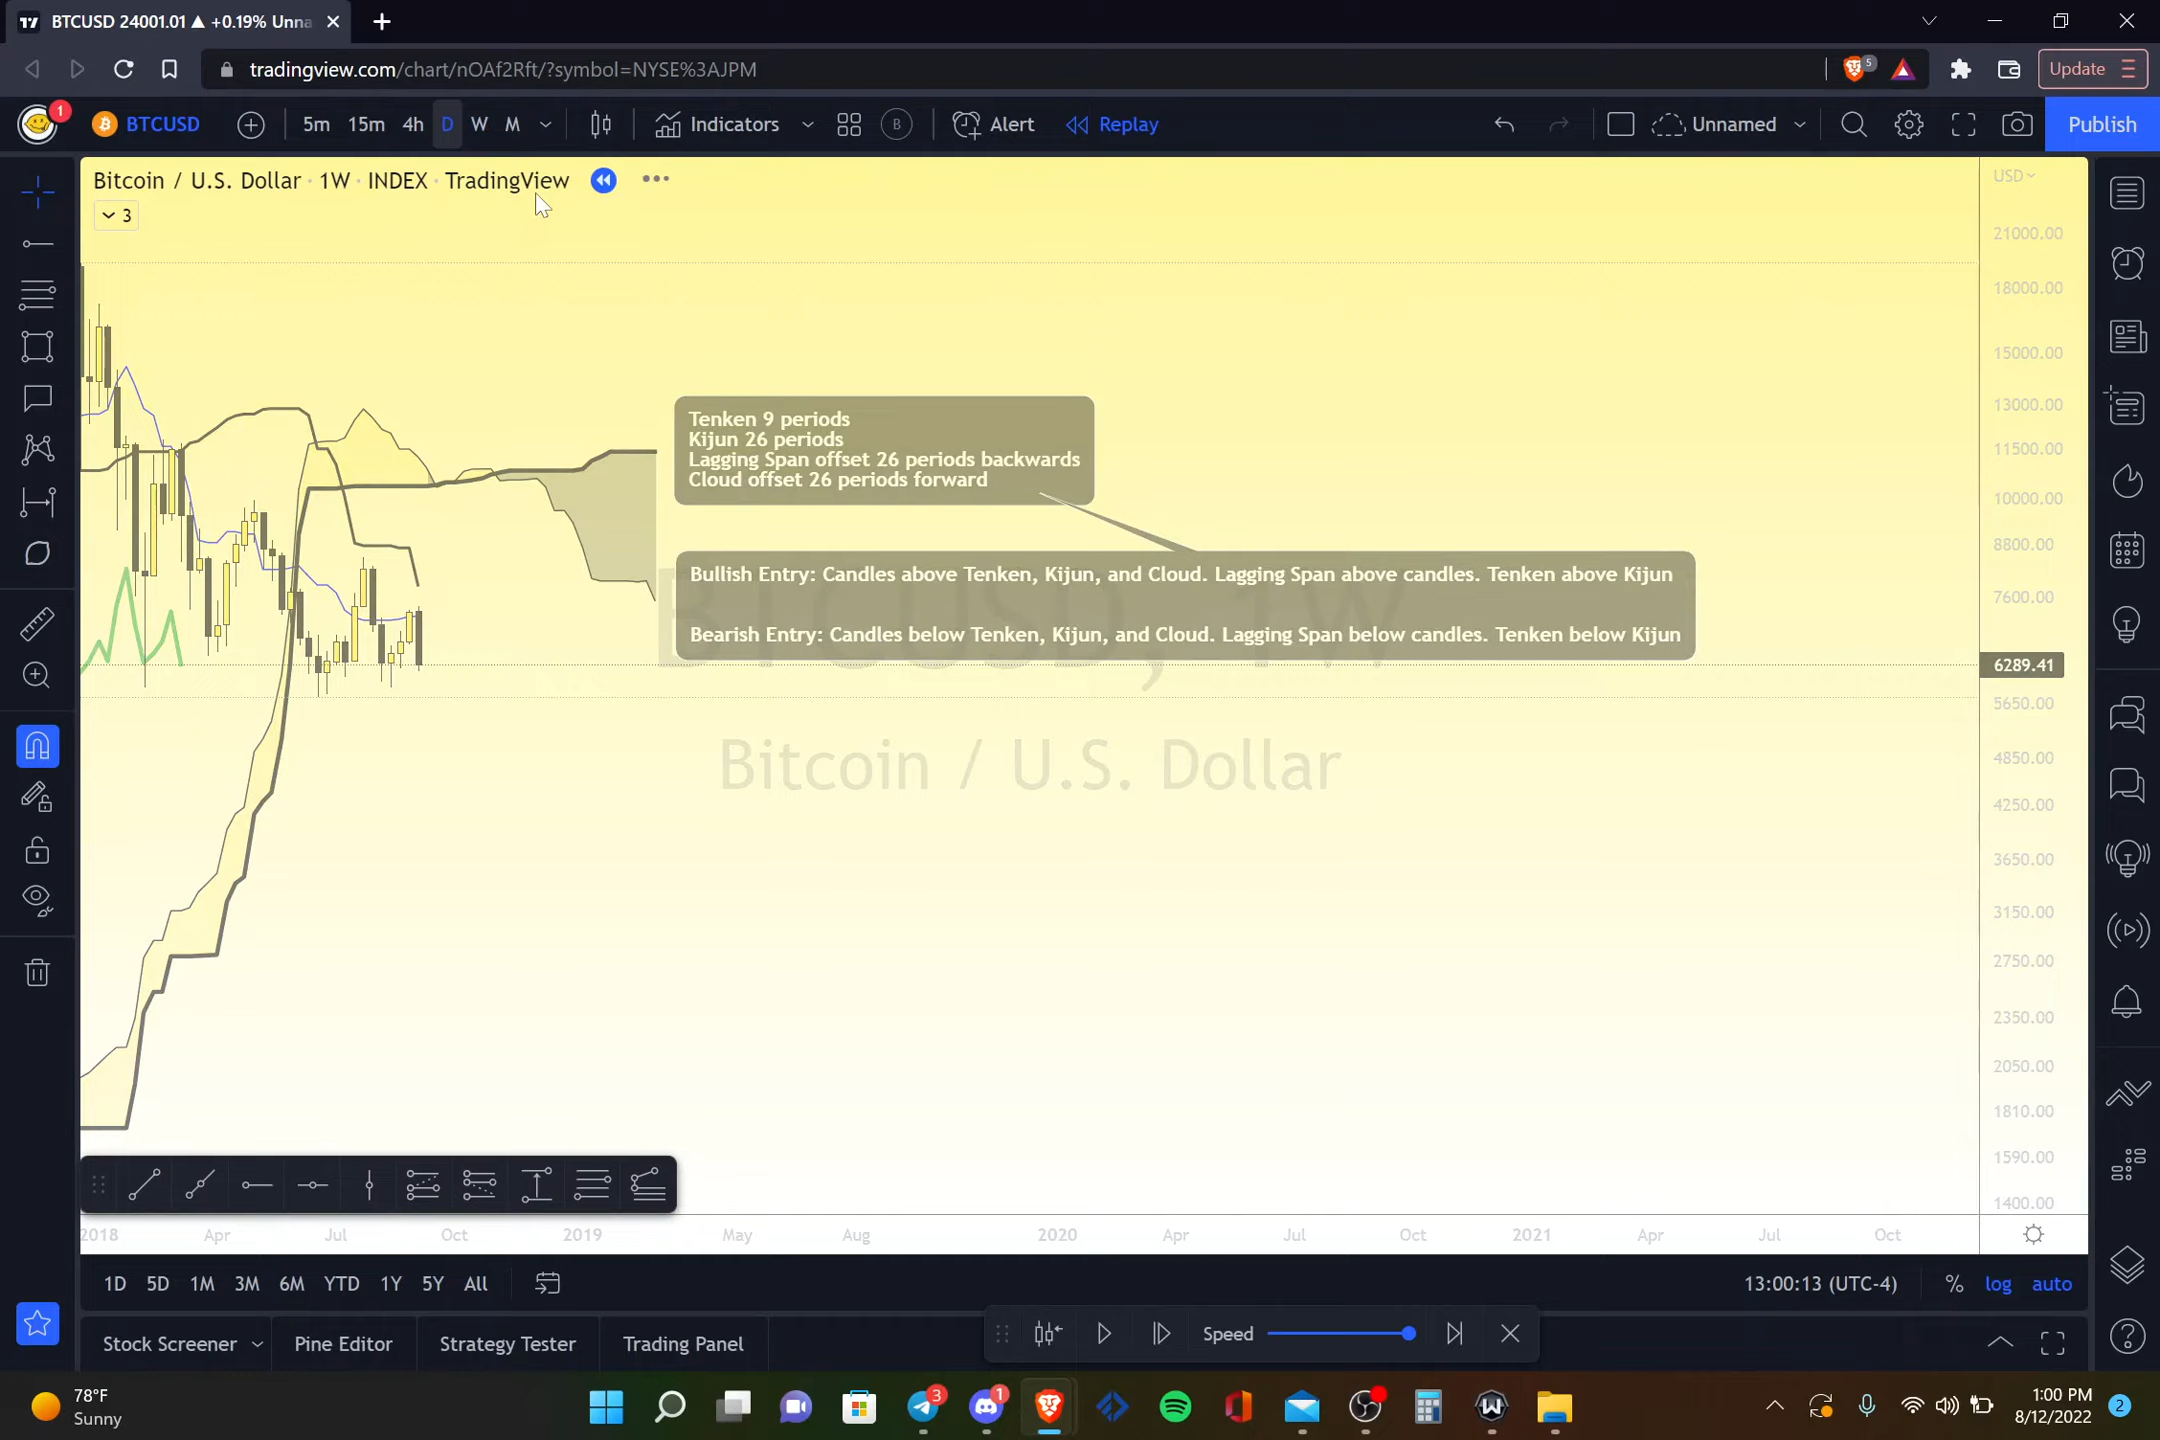 BTCUSD 24001.01 ▲ +0.19% Unna
tradingview.com/chart/nOAf2Rft/?symbol=NYSE%3AJPM
5
Update
1
BTCUSD
5m 15m 4h D W M
Indicators
B
Alert
Replay
Unnamed
Publish
Bitcoin / U.S. Dollar · 1W · INDEX · TradingView
3
USD
21000.00
18000.00
15000.00
13000.00
11500.00
10000.00
8800.00
7600.00
6289.41
5650.00
4850.00
4250.00
3650.00
3150.00
2750.00
2350.00
2050.00
1810.00
1590.00
1400.00
Tenken 9 periods
Kijun 26 periods
Lagging Span offset 26 periods backwards
Cloud offset 26 periods forward
Bullish Entry: Candles above Tenken, Kijun, and Cloud. Lagging Span above candles. Tenken above Kijun
Bearish Entry: Candles below Tenken, Kijun, and Cloud. Lagging Span below candles. Tenken below Kijun
BTCUSD, 1W
Bitcoin / U.S. Dollar
2018 Apr Jul Oct 2019 May Aug 2020 Apr Jul Oct 2021 Apr Jul Oct
1D 5D 1M 3M 6M YTD 1Y 5Y All
13:00:13 (UTC-4) % log auto
Stock Screener Pine Editor Strategy Tester Trading Panel
Speed
78°F
Sunny
3
1
1:00 PM
8/12/2022
2